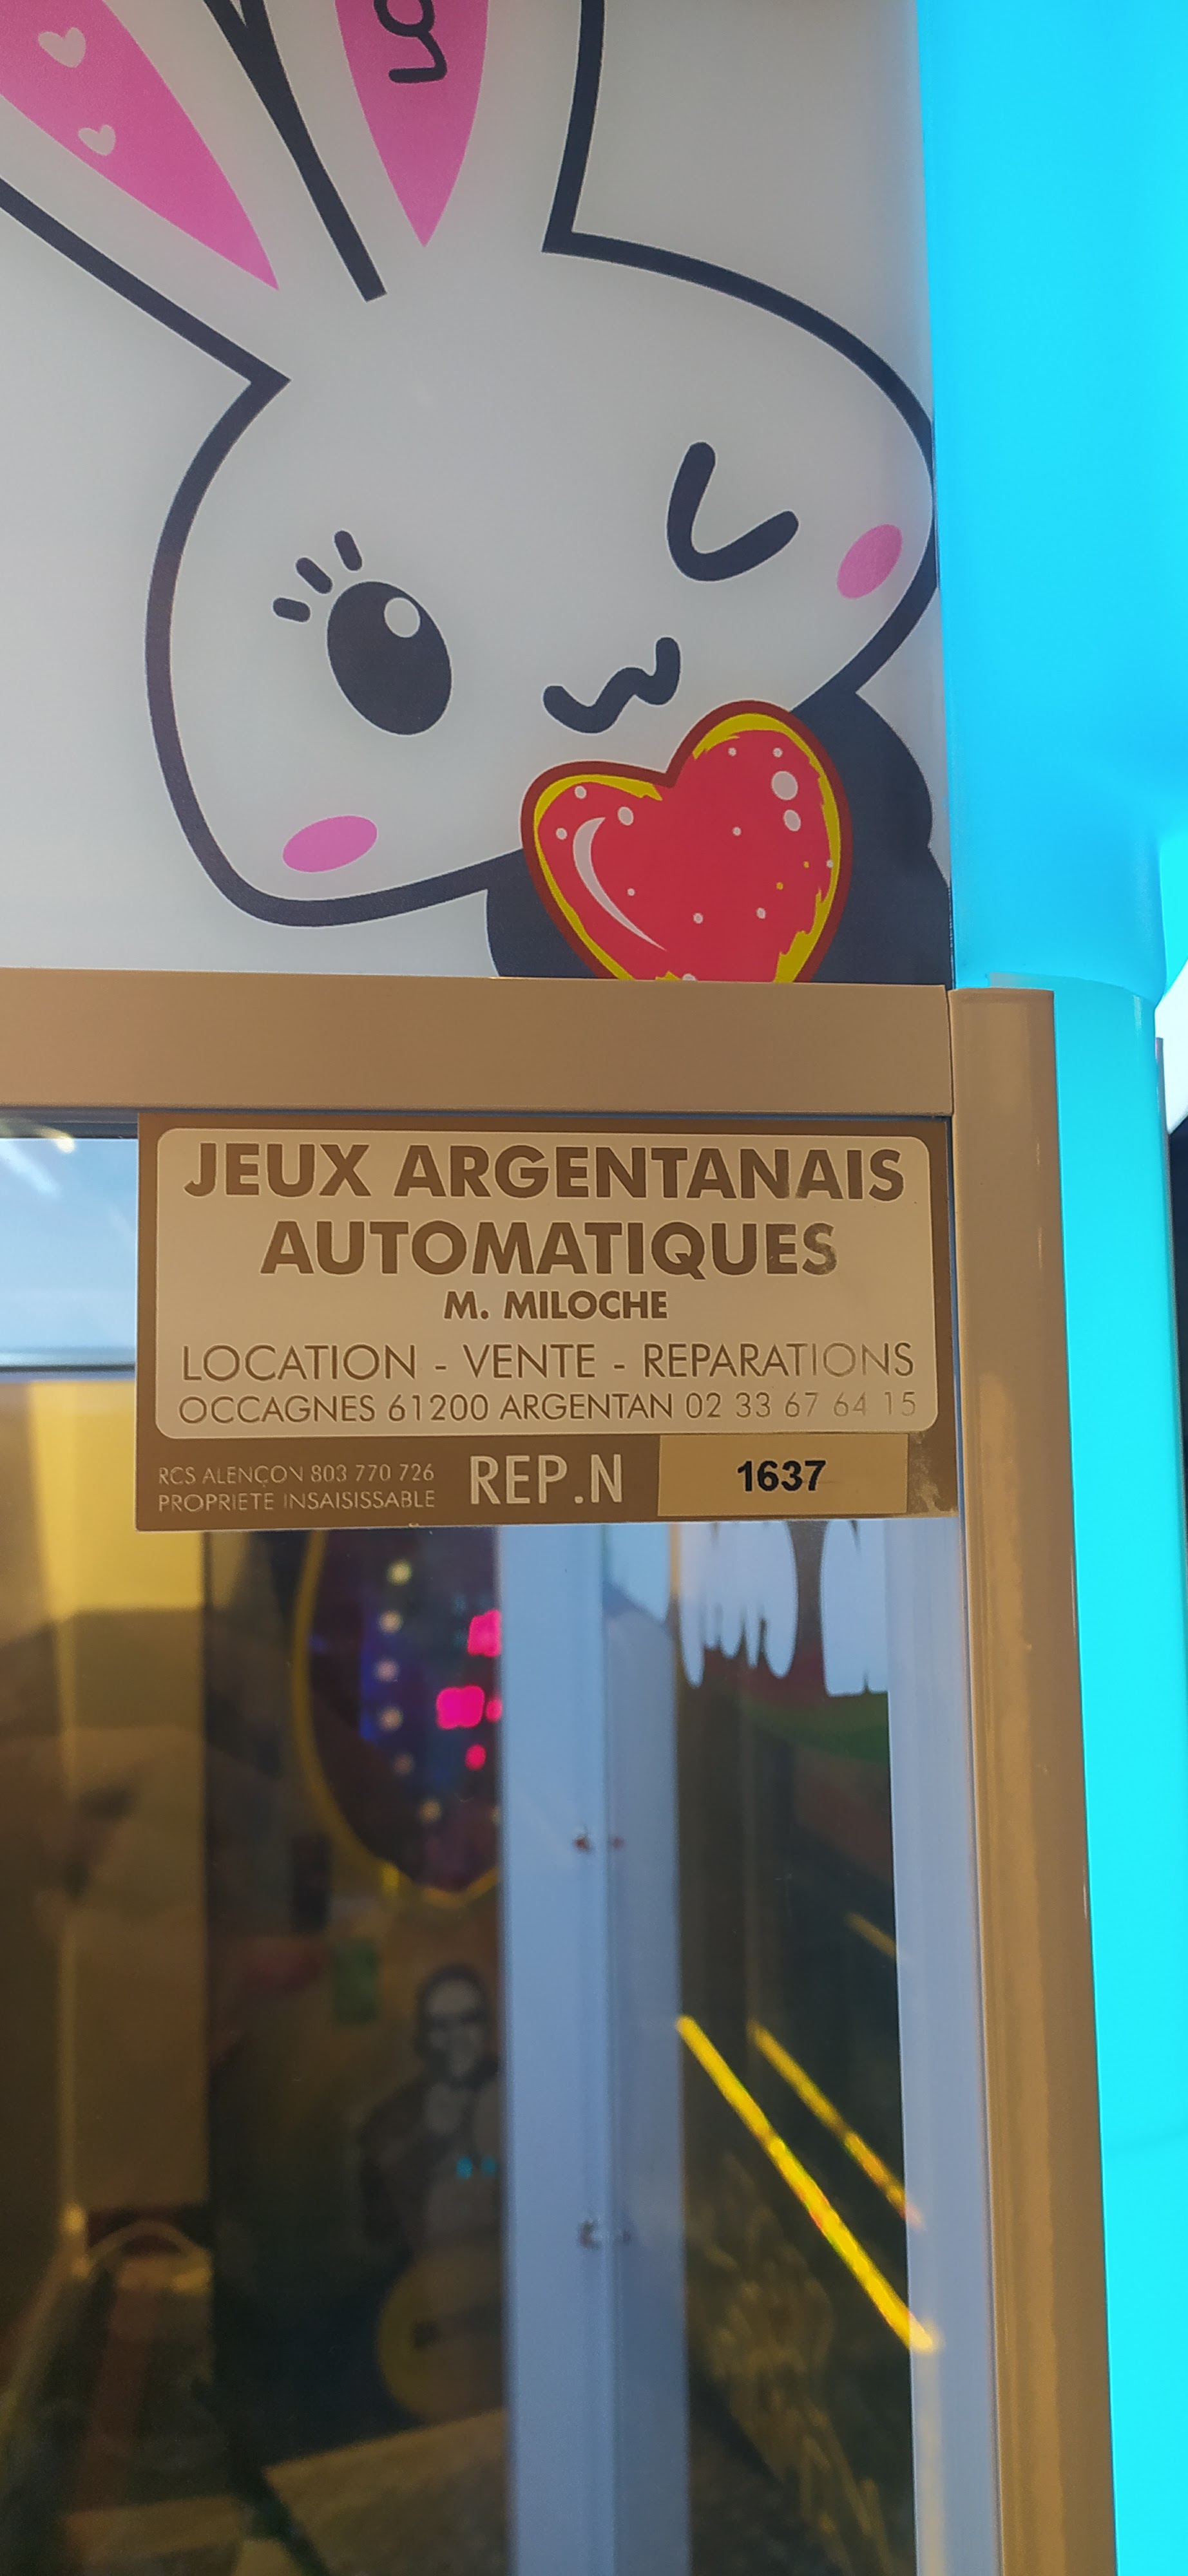 JEUX ARGENTANAIS
AUTOMATIQUES
M. MILOCHE
LOCATION - VENTE - REPARATIONS
OCCAGNES 61200 ARGENTAN 02 33 67 64 15
RCS ALENÇON 803 770 726
PROPRIETE INSAISISSABLE
REP.N 1637